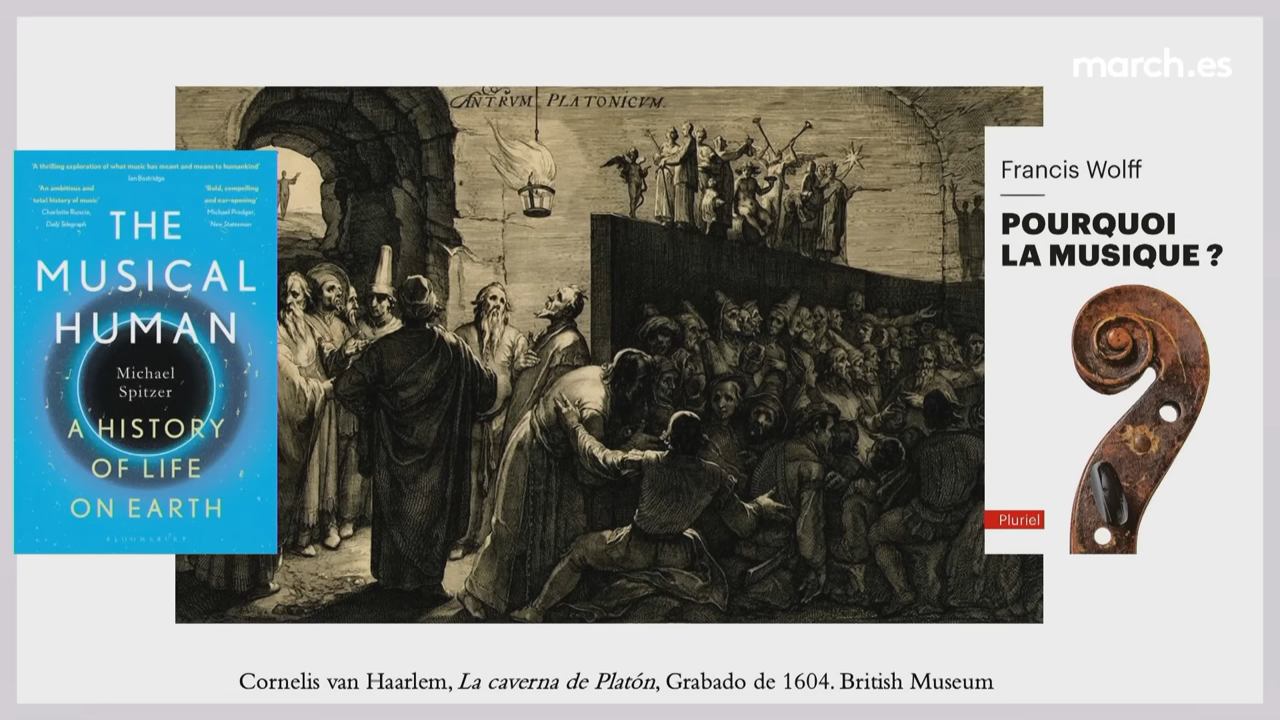 march.es
ANTRVM PLATONICVM.
'A thrilling exploration of what music has meant and means to humankind'
Ian Bostridge
'An ambitious and
total history of music'
Charlotte Runcie,
Daily Telegraph
'Bold, compelling
and ear-opening'
Michael Prodger,
New Statesman
THE
MUSICAL
HUMAN
Michael
Spitzer
A HISTORY
OF LIFE
ON EARTH
BLOOMSBURY
Francis Wolff
POURQUOI
LA MUSIQUE ?
Pluriel
Cornelis van Haarlem, La caverna de Platón, Grabado de 1604. British Museum